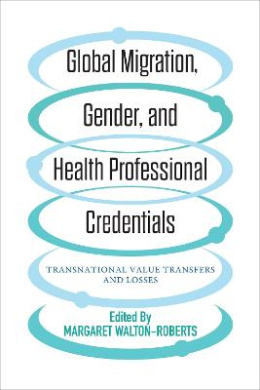 Global Migration,
Gender, and
Health Professional
Credentials
TRANSNATIONAL VALUE TRANSFERS
AND LOSSES
Edited By
MARGARET WALTON-ROBERTS